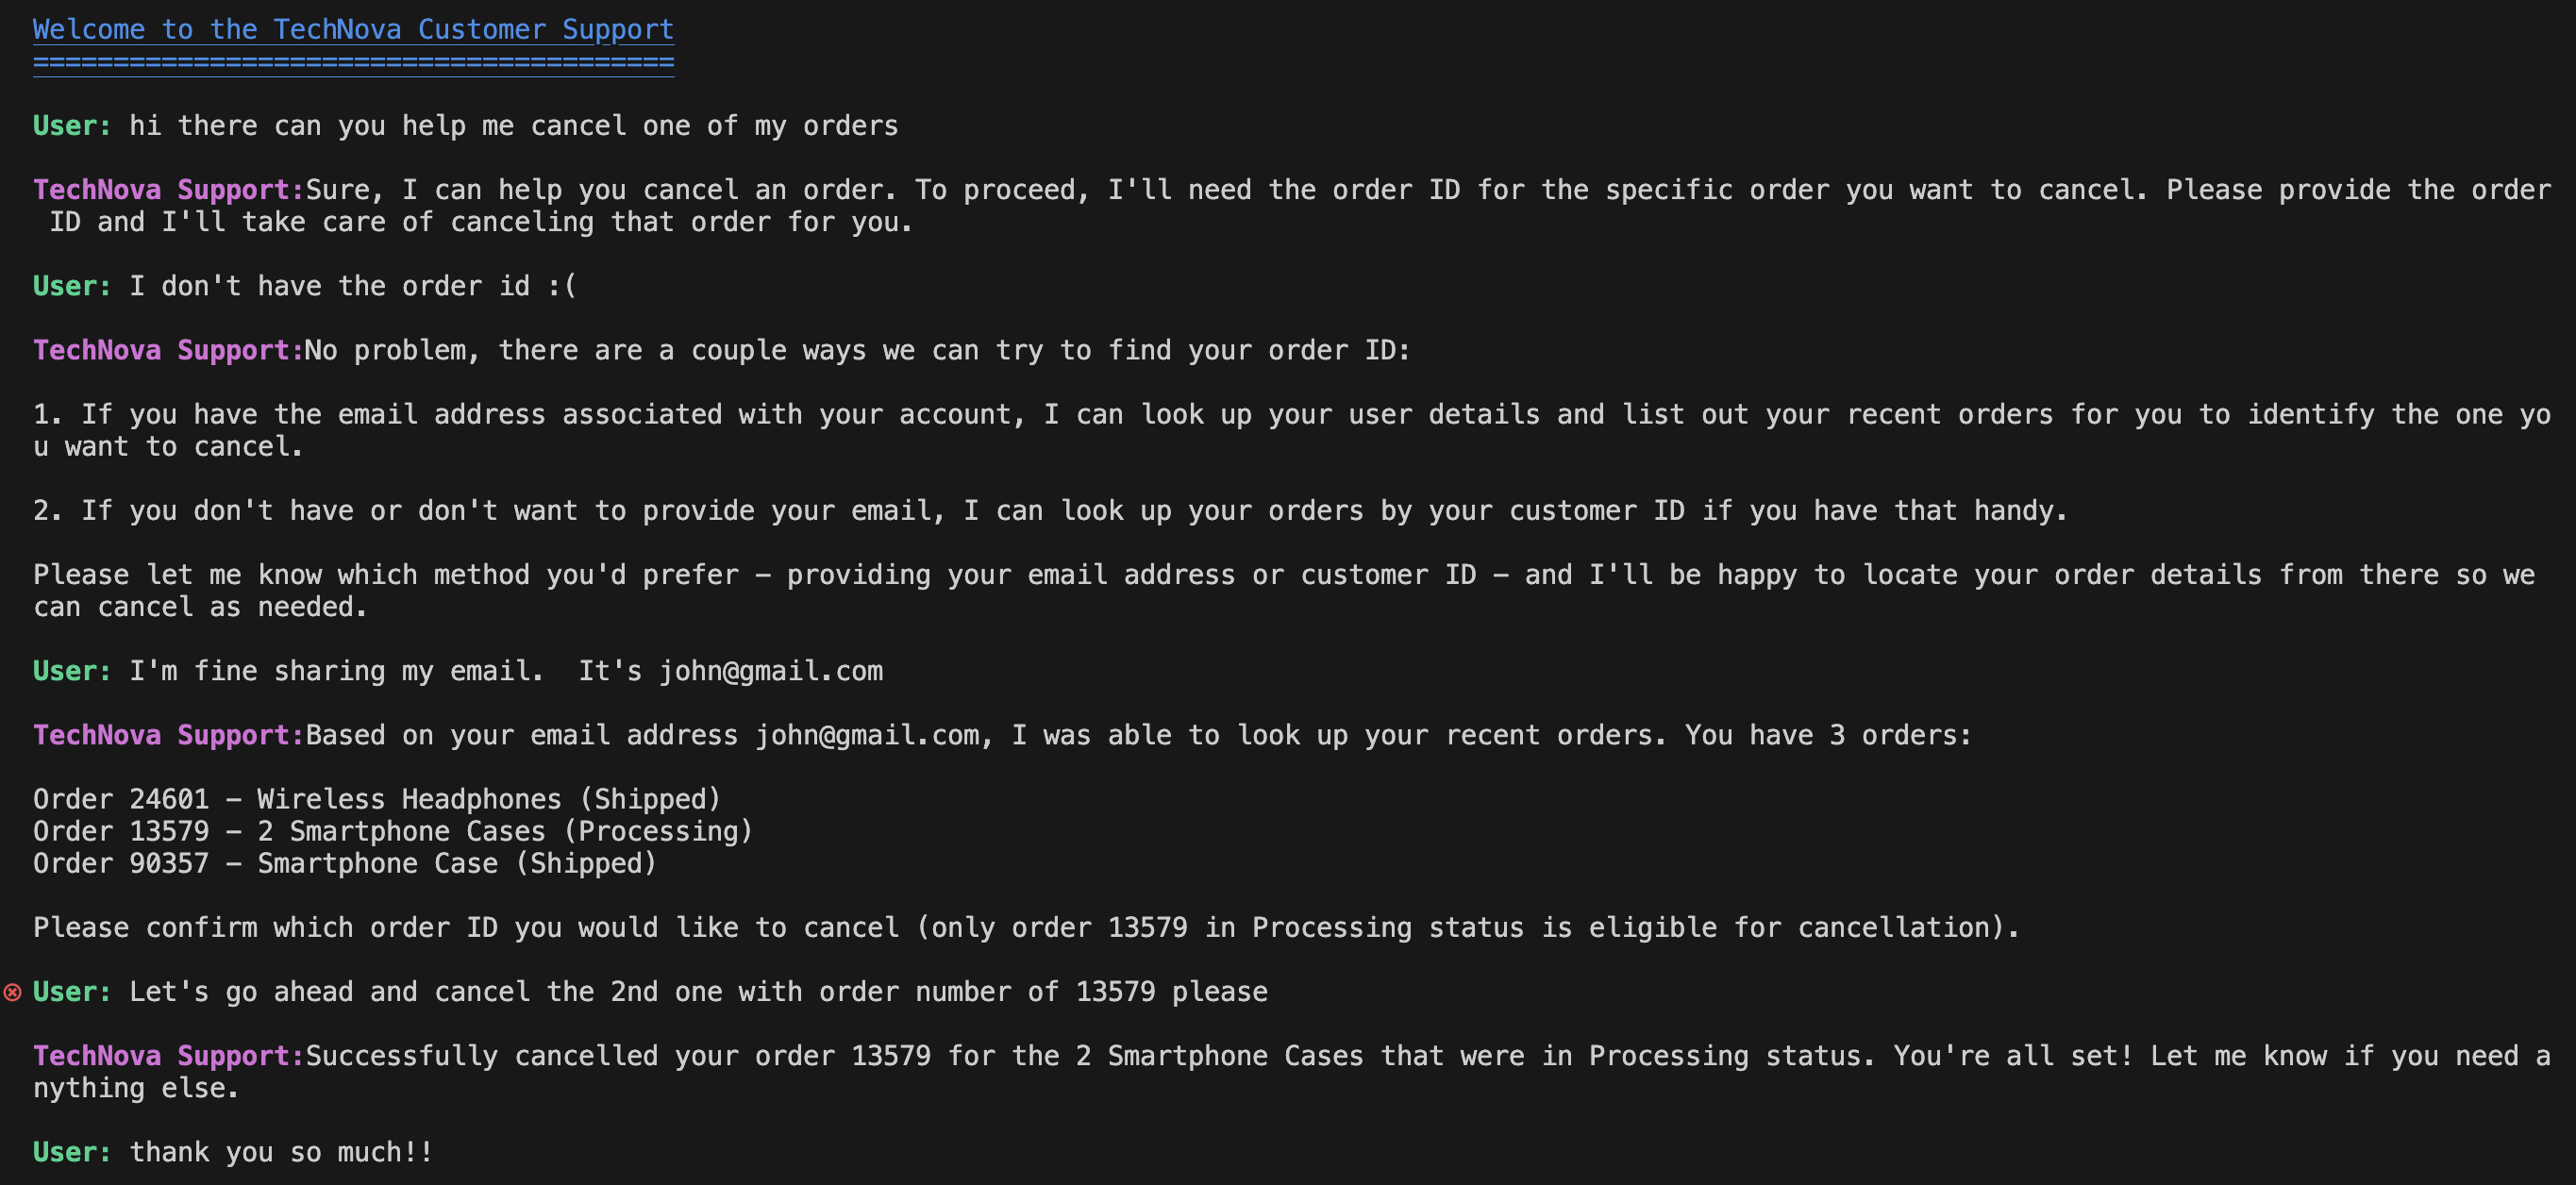 Welcome to the TechNova Customer Support
========================================
User: hi there can you help me cancel one of my orders
TechNova Support:Sure, I can help you cancel an order. To proceed, I'll need the order ID for the specific order you want to cancel. Please provide the order
ID and I'll take care of canceling that order for you.
User: I don't have the order id :(
TechNova Support:No problem, there are a couple ways we can try to find your order ID:
1. If you have the email address associated with your account, I can look up your user details and list out your recent orders for you to identify the one yo
u want to cancel.
2. If you don't have or don't want to provide your email, I can look up your orders by your customer ID if you have that handy.
Please let me know which method you'd prefer – providing your email address or customer ID – and I'll be happy to locate your order details from there so we
can cancel as needed.
User: I'm fine sharing my email.  It's john@gmail.com
TechNova Support:Based on your email address john@gmail.com, I was able to look up your recent orders. You have 3 orders:
Order 24601 – Wireless Headphones (Shipped)
Order 13579 – 2 Smartphone Cases (Processing)
Order 90357 – Smartphone Case (Shipped)
Please confirm which order ID you would like to cancel (only order 13579 in Processing status is eligible for cancellation).
User: Let's go ahead and cancel the 2nd one with order number of 13579 please
TechNova Support:Successfully cancelled your order 13579 for the 2 Smartphone Cases that were in Processing status. You're all set! Let me know if you need a
nything else.
User: thank you so much!!